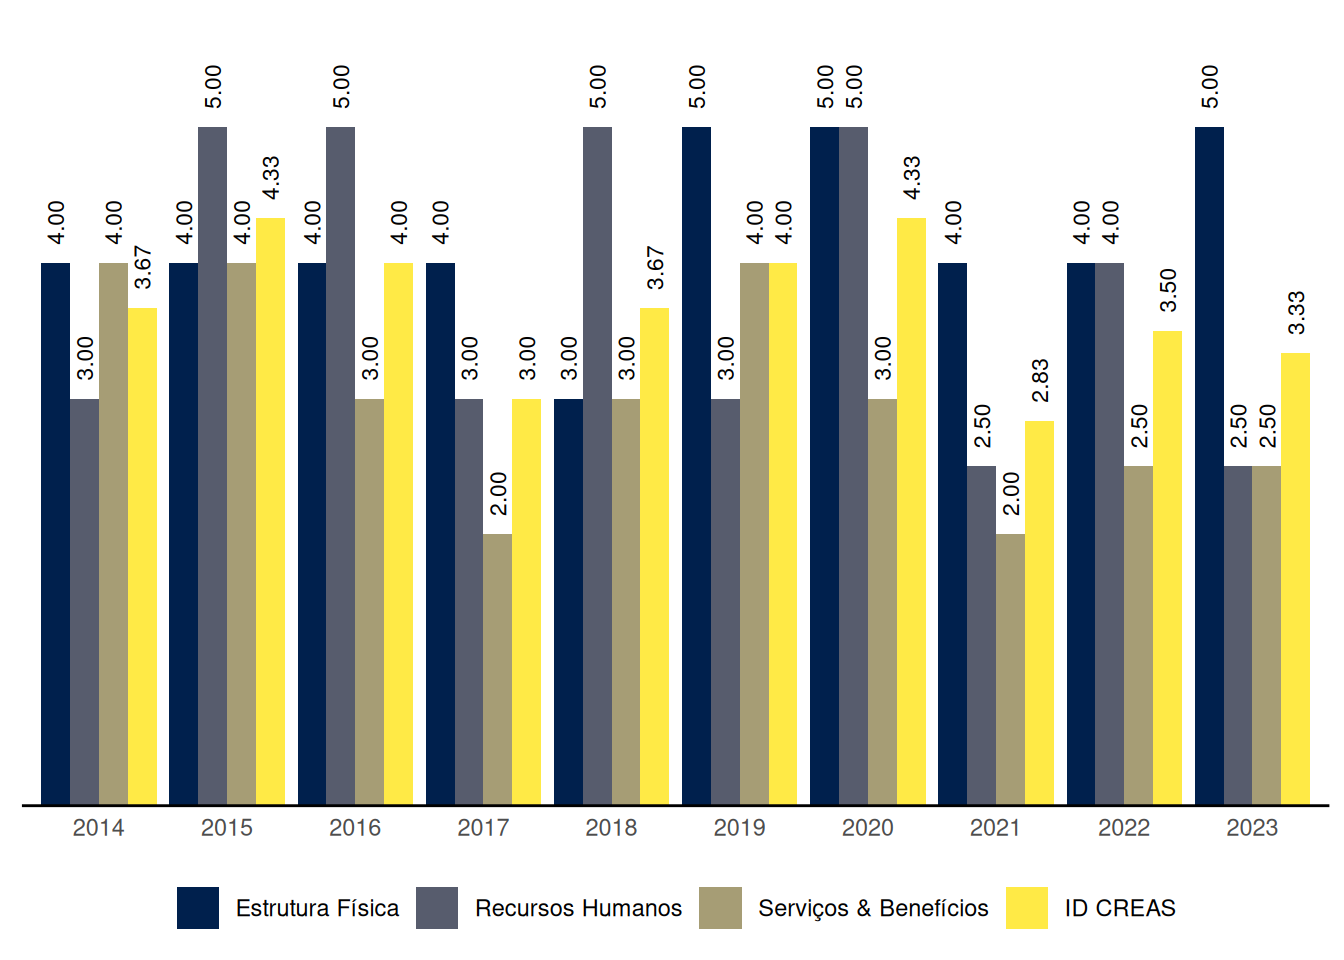 4.00 3.00 4.00 3.67
4.00 5.00 4.00 4.33
4.00 5.00 3.00 4.00
4.00 3.00 2.00 3.00
3.00 5.00 3.00 3.67
5.00 3.00 4.00 4.00
5.00 5.00 3.00 4.33
4.00 2.50 2.00 2.83
4.00 4.00 2.50 3.50
5.00 2.50 2.50 3.33
2014 2015 2016 2017 2018 2019 2020 2021 2022 2023
Estrutura Física Recursos Humanos Serviços & Benefícios ID CREAS